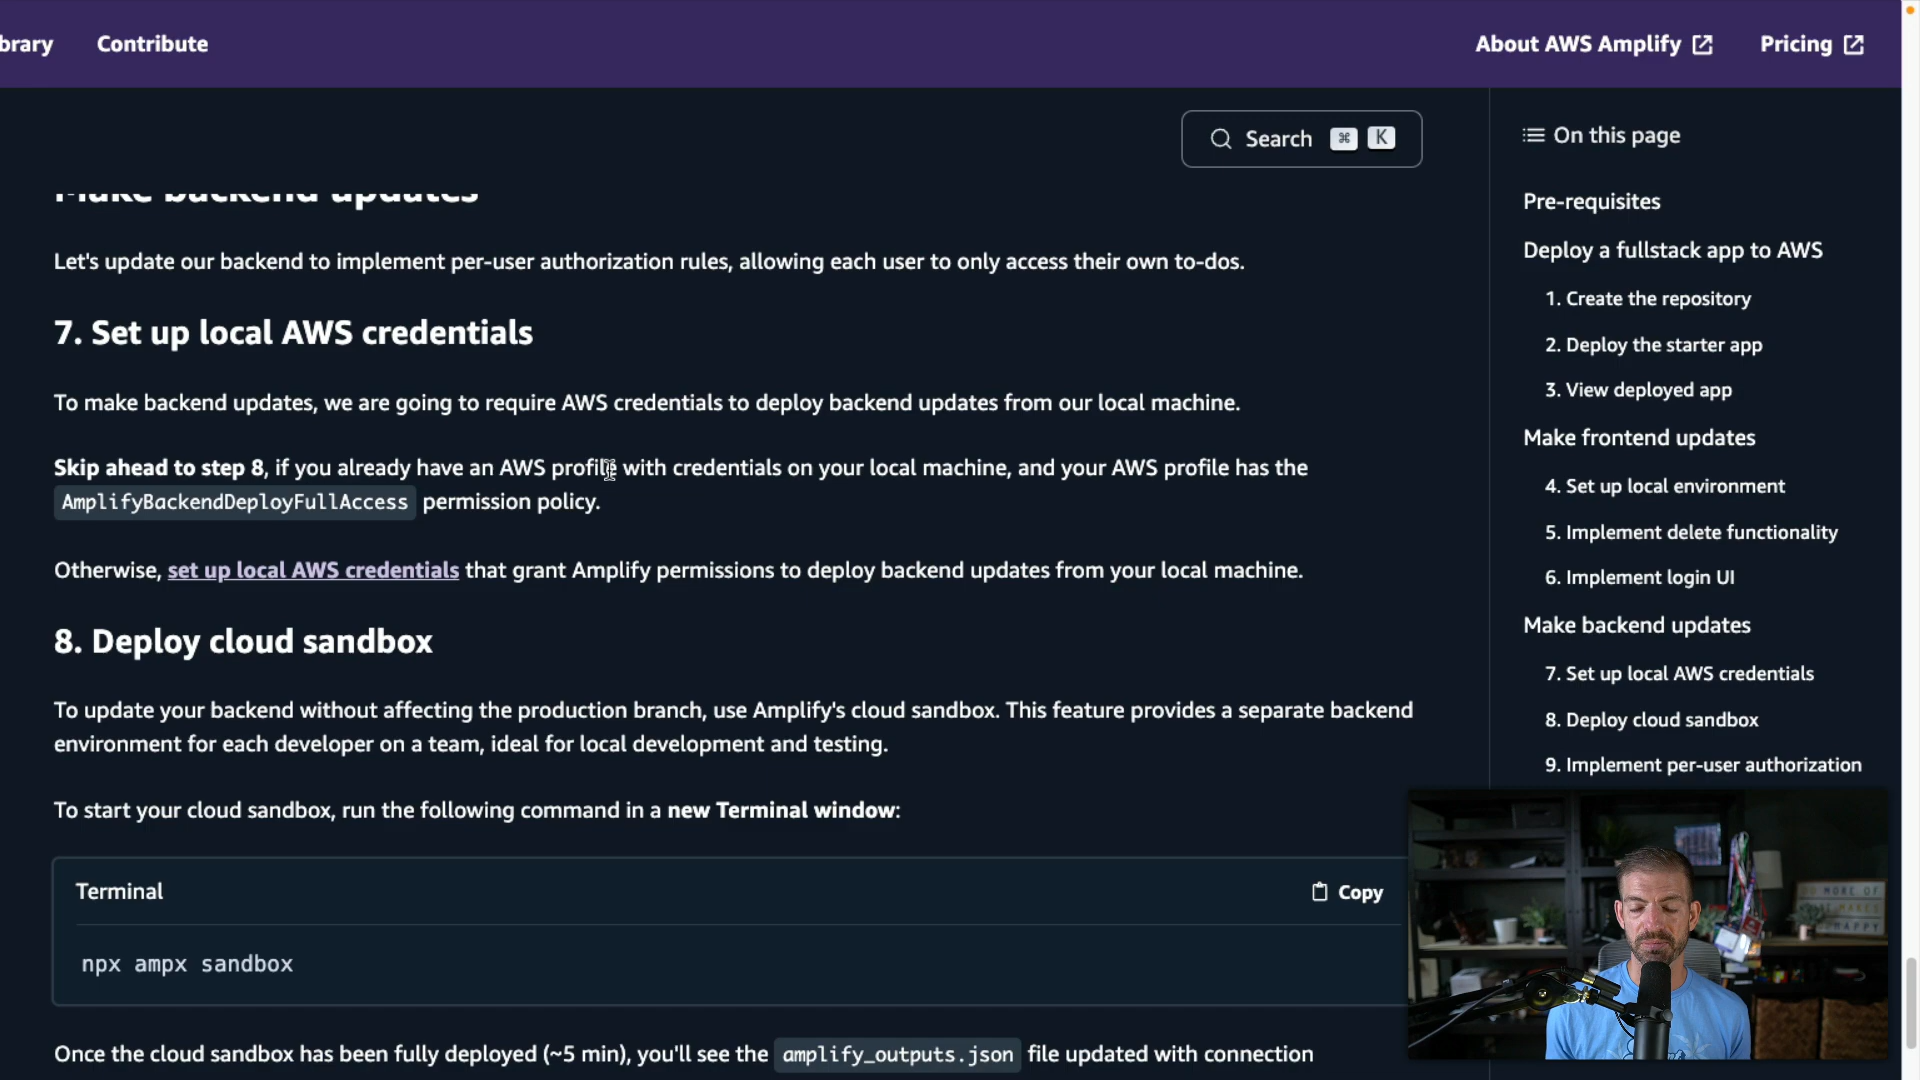 brary Contribute About AWS Amplify Pricing
Search ⌘ K
On this page
Make backend updates
Let's update our backend to implement per-user authorization rules, allowing each user to only access their own to-dos.
7. Set up local AWS credentials
To make backend updates, we are going to require AWS credentials to deploy backend updates from our local machine.
Skip ahead to step 8, if you already have an AWS profile with credentials on your local machine, and your AWS profile has the
AmplifyBackendDeployFullAccess permission policy.
Otherwise, set up local AWS credentials that grant Amplify permissions to deploy backend updates from your local machine.
8. Deploy cloud sandbox
To update your backend without affecting the production branch, use Amplify's cloud sandbox. This feature provides a separate backend
environment for each developer on a team, ideal for local development and testing.
To start your cloud sandbox, run the following command in a new Terminal window:
Terminal Copy
npx ampx sandbox
Once the cloud sandbox has been fully deployed (~5 min), you'll see the amplify_outputs.json file updated with connection
Pre-requisites
Deploy a fullstack app to AWS
1. Create the repository
2. Deploy the starter app
3. View deployed app
Make frontend updates
4. Set up local environment
5. Implement delete functionality
6. Implement login UI
Make backend updates
7. Set up local AWS credentials
8. Deploy cloud sandbox
9. Implement per-user authorization
DO MORE OF
WHAT MAKES
HAPPY